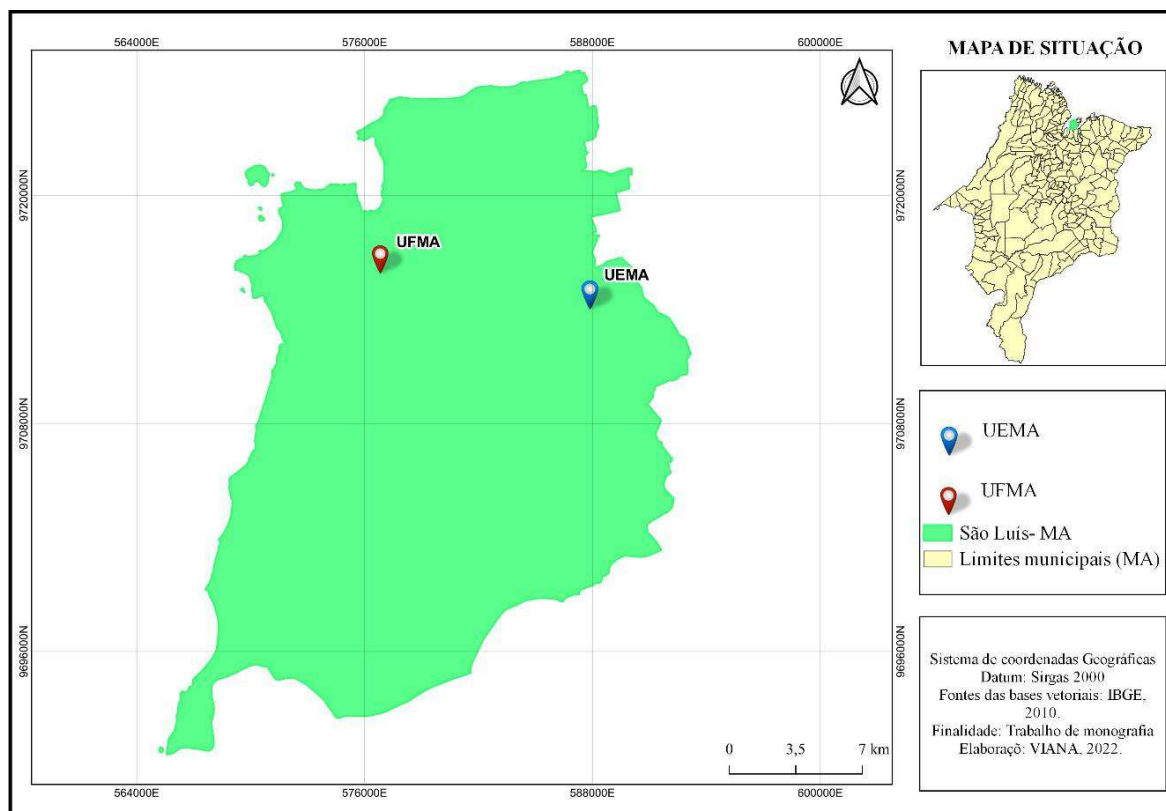 564000E
576000E
588000E
600000E
9720000N
9720000N
9708000N
9708000N
9696000N
9696000N
UFMA
UEMA
0 3,5 7 km
564000E
576000E
588000E
600000E
MAPA DE SITUAÇÃO
UEMA
UFMA
São Luís- MA
Limites municipais (MA)
Sistema de coordenadas Geográficas
Datum: Sirgas 2000
Fontes das bases vetoriais: IBGE,
2010.
Finalidade: Trabalho de monografia
Elaboraçõ: VIANA, 2022.